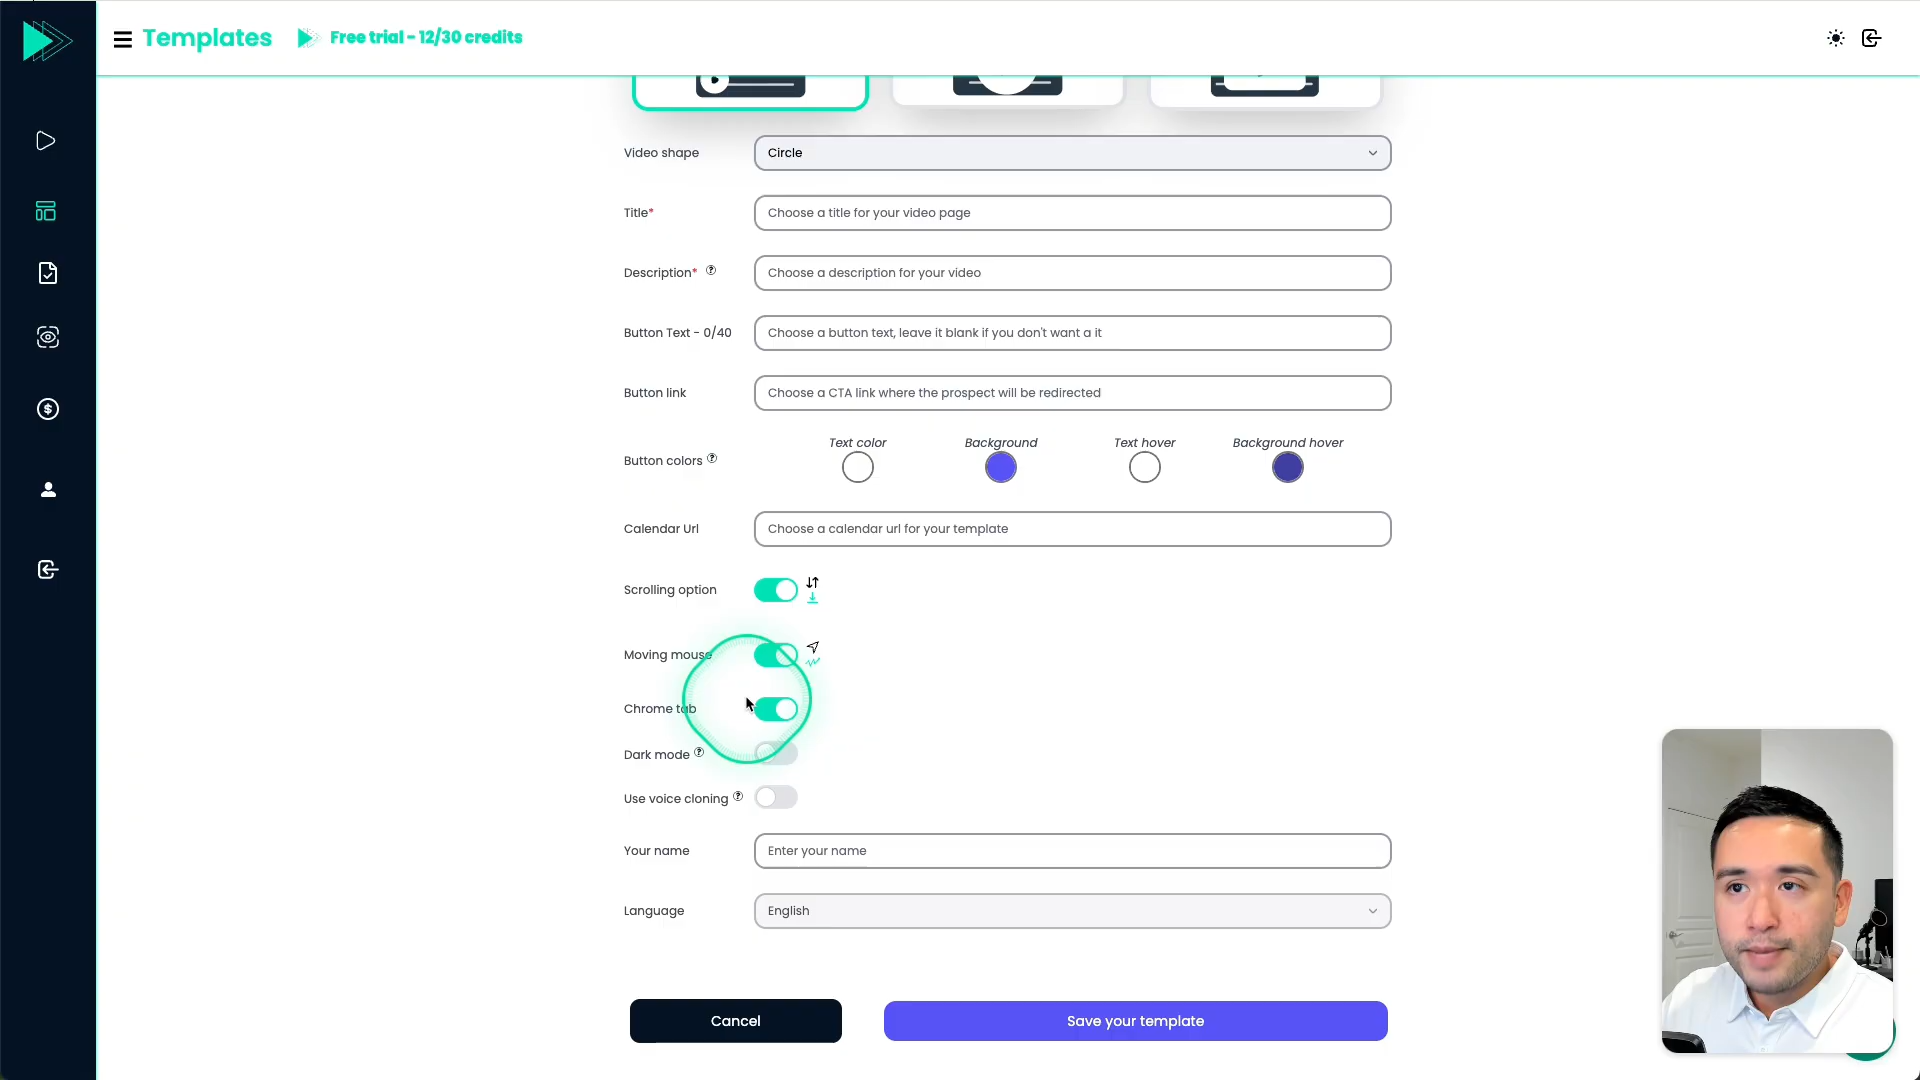 Templates
Free trial - 12/30 credits
Video shape
Circle
Title*
Choose a title for your video page
Description*
Choose a description for your video
Button Text - 0/40
Choose a button text, leave it blank if you don't want a it
Button link
Choose a CTA link where the prospect will be redirected
Button colors
Text color
Background
Text hover
Background hover
Calendar Url
Choose a calendar url for your template
Scrolling option
Moving mouse
Chrome tab
Dark mode
Use voice cloning
Your name
Enter your name
Language
English
Cancel
Save your template